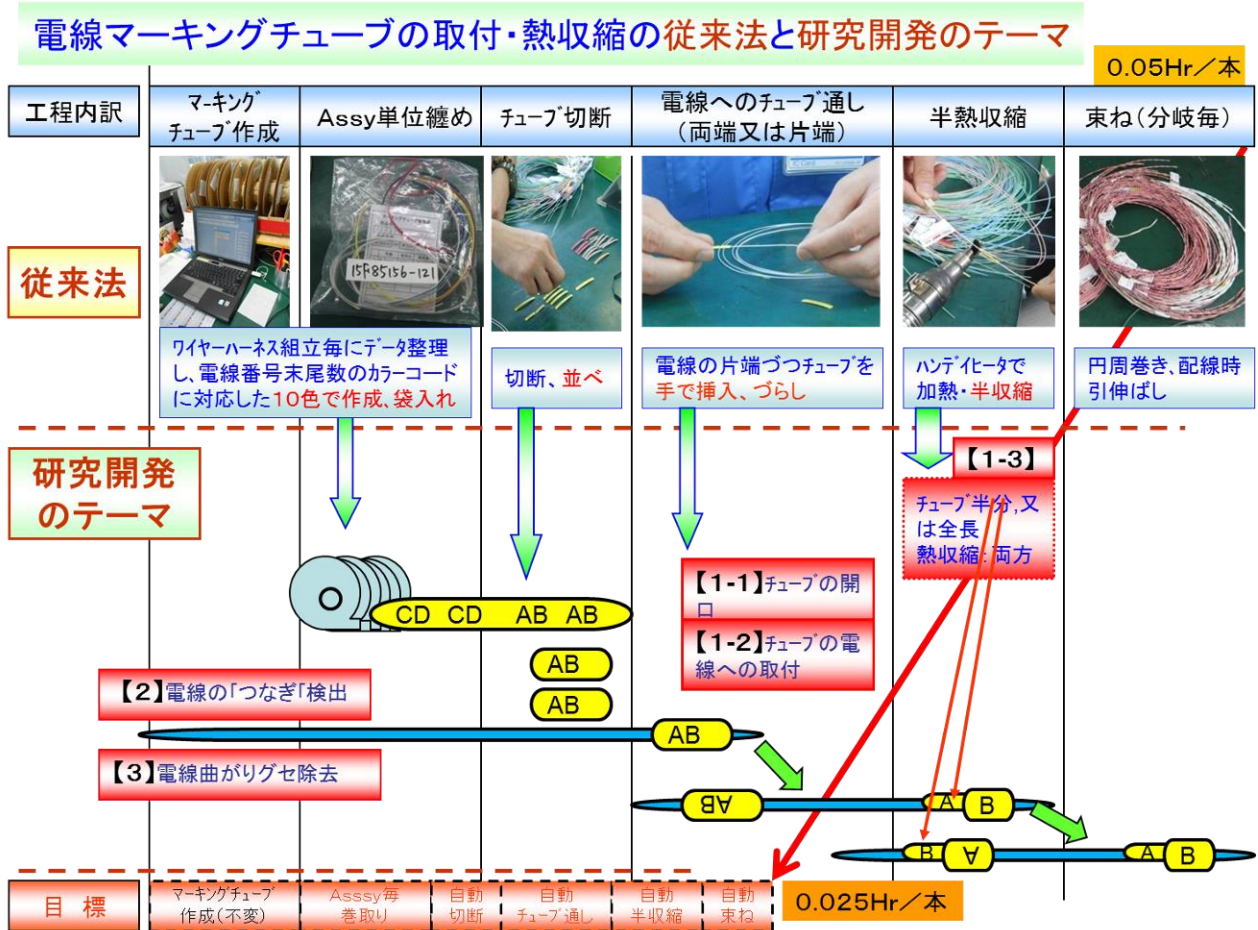 電線マーキングチューブの取付・熱収縮の従来法と研究開発のテーマ
0.05Hr/本
工程内訳
マーキング
チューブ作成
Assy単位纏め
チューブ切断
電線へのチューブ通し
(両端又は片端)
半熱収縮
束ね(分岐毎)
従来法
15F85156-121
ワイヤーハーネス組立毎にデータ整理
し、電線番号末尾数のカラーコード
に対応した10色で作成、袋入れ
切断、並べ
電線の片端づつチューブを
手で挿入、づらし
ハンデイヒータで
加熱・半収縮
円周巻き、配線時
引伸ばし
研究開発
のテーマ
【1-3】
チューブ半分,又
は全長
熱収縮:両方
【1-1】チューブの開
口
【1-2】チューブの電
線への取付
CD CD AB AB
AB
AB
【2】電線の「つなぎ「検出
AB
【3】電線曲がりグセ除去
AB
A B
B A
A B
目 標
マーキングチューブ
作成(不変)
Asssy毎
巻取り
自動
切断
自動
チューブ通し
自動
半収縮
自動
束ね
0.025Hr/本